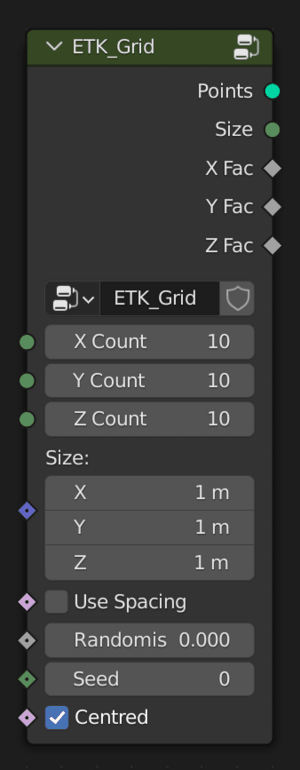 ETK_Grid
Points
Size
X Fac
Y Fac
Z Fac
ETK_Grid
X Count 10
Y Count 10
Z Count 10
Size:
X 1 m
Y 1 m
Z 1 m
Use Spacing
Randomis 0.000
Seed 0
Centred